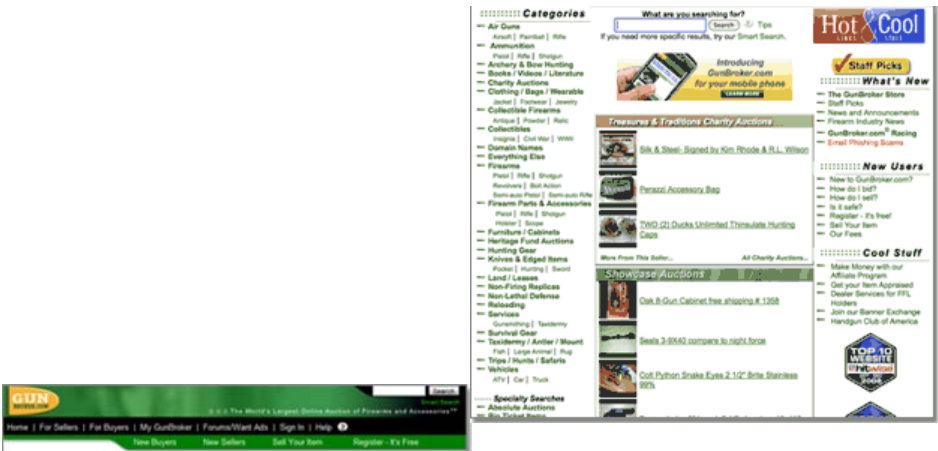 Categories
Air Guns
Airsoft | Paintball | Rifle
Ammunition
Pistol | Rifle | Shotgun
Archery & Bow Hunting
Books / Videos / Literature
Charity Auctions
Clothing / Bags / Wearable
Jacket | Footwear | Jewelry
Collectible Firearms
Antique | Powder | Relic
Collectibles
Insignia | Civil War | WWII
Domain Names
Everything Else
Firearms
Pistol | Rifle | Shotgun
Revolvers | Bolt Action
Semi-auto Pistol | Semi-auto Rifle
Firearm Parts & Accessories
Pistol | Rifle | Shotgun
Holster | Scope
Furniture / Cabinets
Heritage Fund Auctions
Hunting Gear
Knives & Edged Items
Pocket | Hunting | Sword
Land / Leases
Non-Firing Replicas
Non-Lethal Defense
Reloading
Services
Gunsmithing | Taxidermy
Survival Gear
Taxidermy / Antler / Mount
Fish | Large Animal | Rug
Trips / Hunts / Safaris
Vehicles
ATV | Car | Truck
Specialty Searches
Absolute Auctions
Big Ticket Items
What are you searching for?
Search Tips
If you need more specific results, try our Smart Search.
Introducing
GunBroker.com
for your mobile phone
LEARN MORE
Treasures & Traditions Charity Auctions
Silk & Steel- Signed by Kim Rhode & R.L. Wilson
Perazzi Accessory Bag
TWO (2) Ducks Unlimited Thinsulate Hunting
Caps
More From This Seller... All Charity Auctions...
Showcase Auctions
Oak 8-Gun Cabinet free shipping # 1358
Seals 3-9X40 compare to night force
Colt Python Snake Eyes 2 1/2" Brite Stainless
99%
Hot & Cool
Staff Picks
What's New
The GunBroker Store
Staff Picks
News and Announcements
Firearm Industry News
GunBroker.com® Racing
Email Phishing Scams
New Users
New to GunBroker.com?
How do I bid?
How do I sell?
Is it safe?
Register - it's free!
Sell Your Item
Our Fees
Cool Stuff
Make Money with our
Affiliate Program
Get your Item Appraised
Dealer Services for FFL
Holders
Join our Banner Exchange
Handgun Club of America
TOP 10
WEBSITE
hitwise
2008
GUN
BROKER.COM
Search
Smart Search
The World's Largest Online Auction of Firearms and Accessories
Home | For Sellers | For Buyers | My GunBroker | Forums/Want Ads | Sign In | Help
New Buyers New Sellers Sell Your Item Register - It's Free